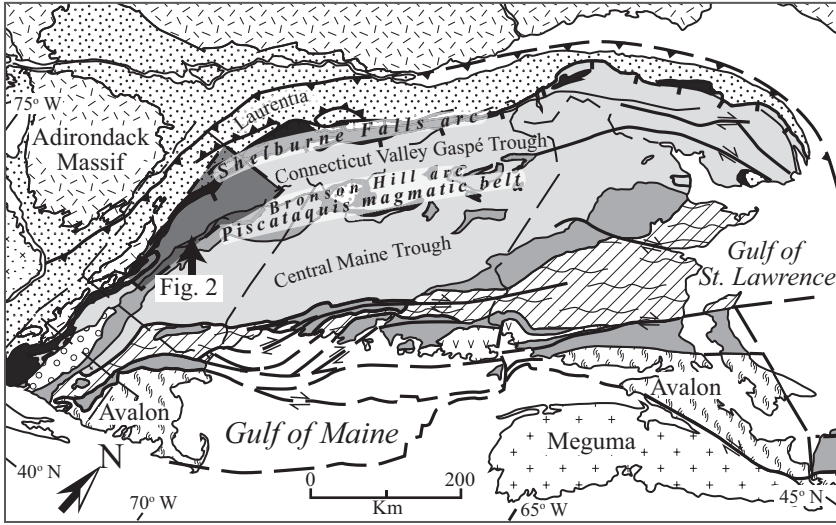 75° W
Adirondack
Massif
Laurentia
Shelburne Falls arc
Connecticut Valley Gaspé Trough
Bronson Hill arc
Piscataquis magmatic belt
Central Maine Trough
Fig. 2
Gulf of
St. Lawrence
Avalon
Avalon
Gulf of Maine
Meguma
N
40° N
0
200
Km
70° W
65° W
45° N